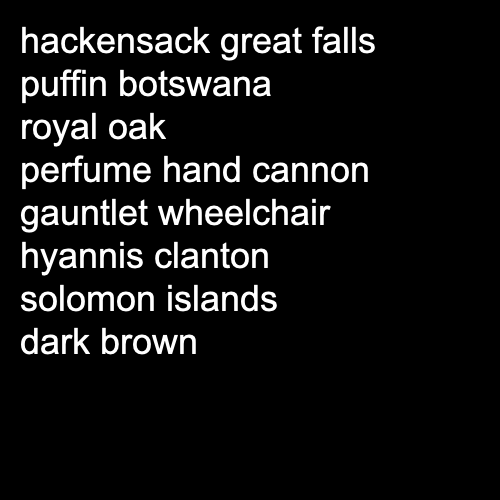 hackensack great falls
puffin botswana
royal oak
perfume hand cannon
gauntlet wheelchair
hyannis clanton
solomon islands
dark brown